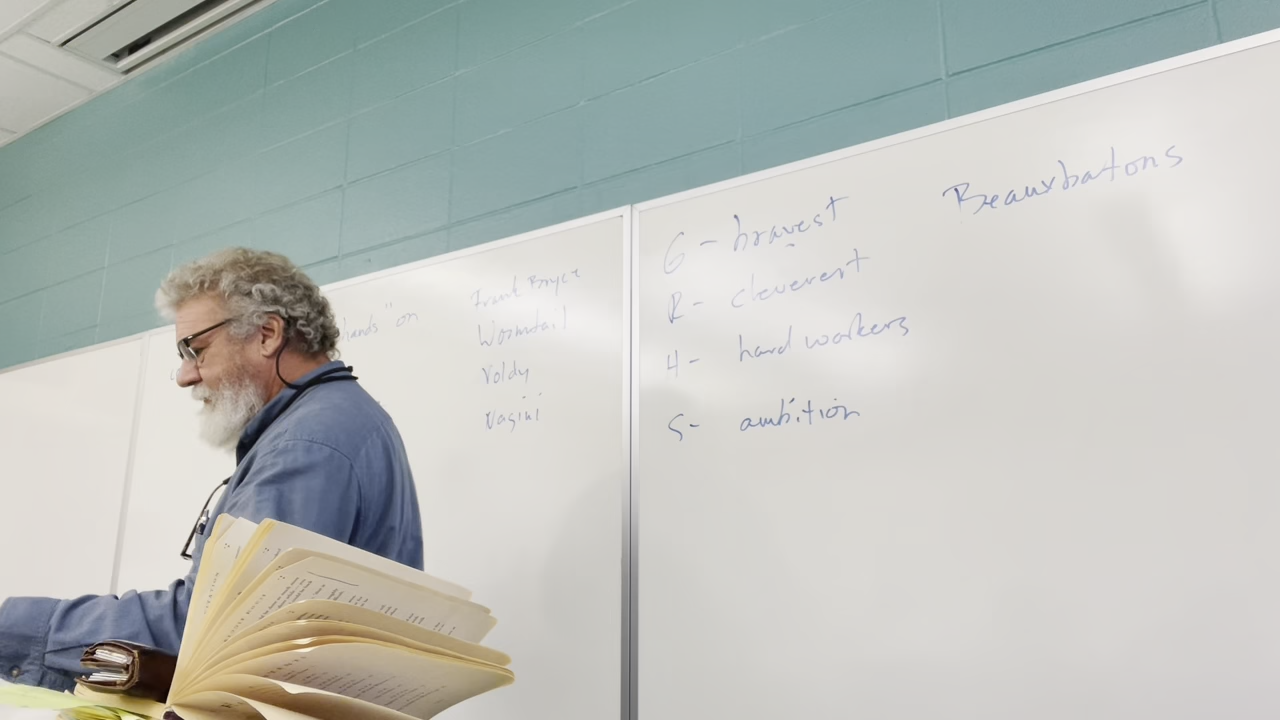 hands" on
Frank Bryce
Wormtail
Voldy
Nagini
G - bravest
R - cleverest
H - hard workers
S - ambition
Beauxbatons